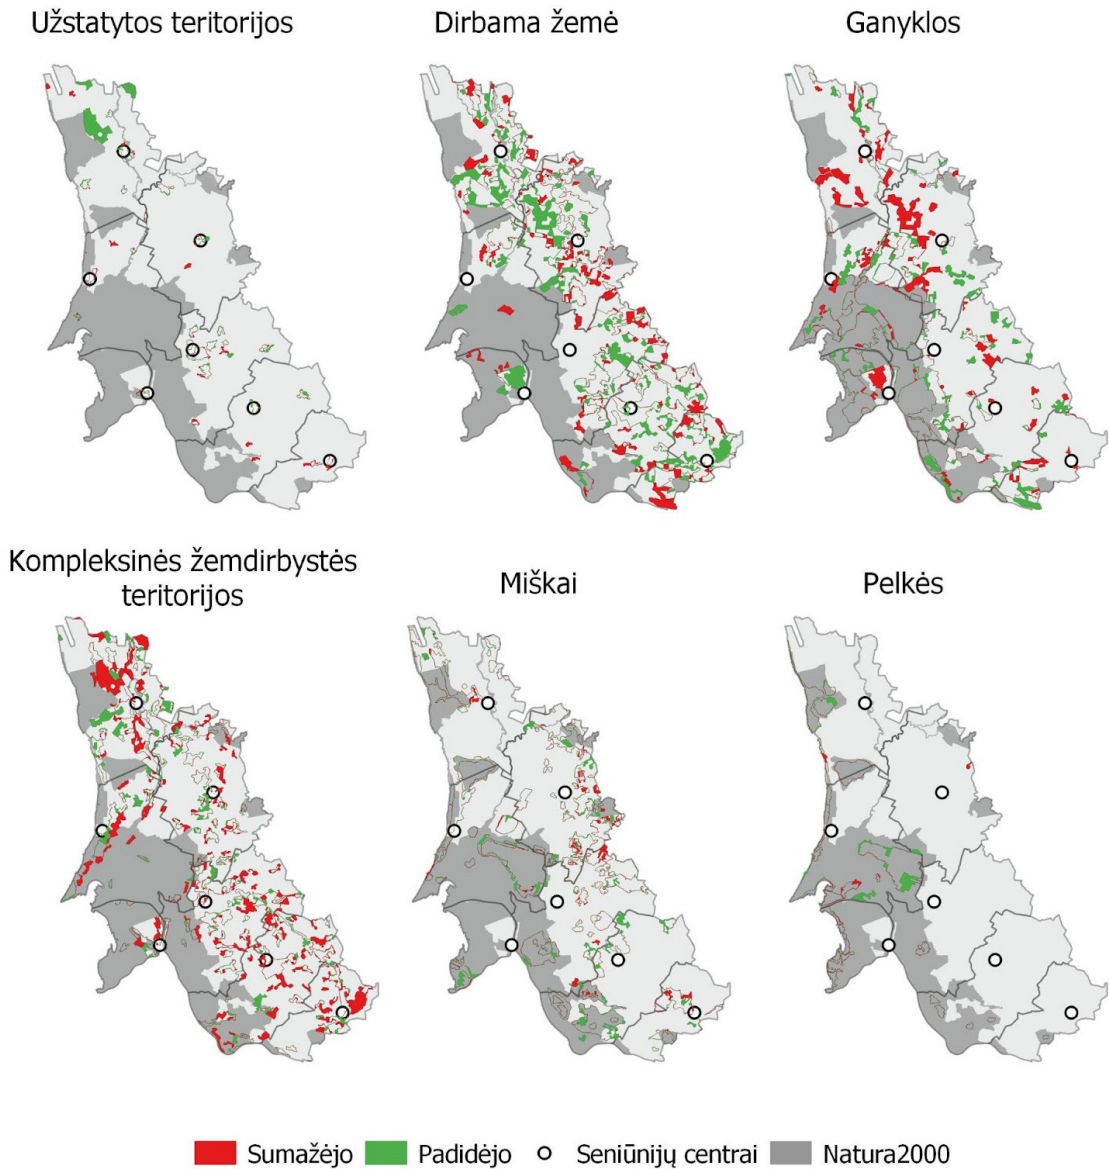 Užstatytos teritorijos
Dirbama žemė
Ganyklos
Kompleksinės žemdirbystės
teritorijos
Miškai
Pelkės
Sumažėjo
Padidėjo
Seniūnijų centrai
Natura2000